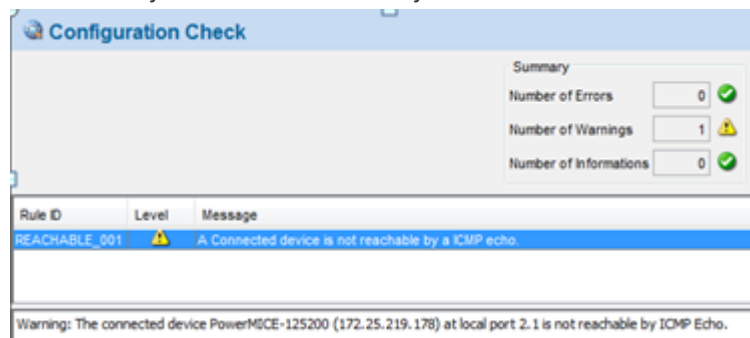 Configuration Check
Summary
Number of Errors 0
Number of Warnings 1
Number of Informations 0
Rule ID Level Message
REACHABLE_001 A Connected device is not reachable by a ICMP echo.
Warning: The connected device PowerMICE-125200 (172.25.219.178) at local port 2.1 is not reachable by ICMP Echo.